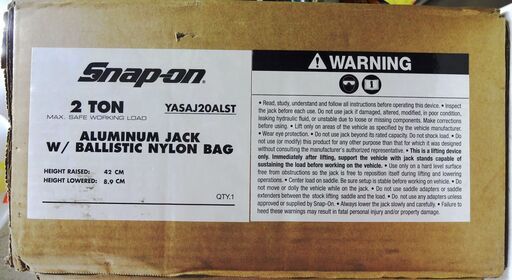 Snap-on
2 TON
YASAJ20ALST
MAX. SAFE WORKING LOAD
ALUMINUM JACK
W/ BALLISTIC NYLON BAG
HEIGHT RAISED: 42 CM
HEIGHT LOWERED: 8.9 CM
QTY.1
WARNING
• Read, study, understand and follow all instructions before operating this device. • Inspect
the jack before each use. Do not use jack if damaged, altered, modified, in poor condition,
leaking hydraulic fluid, or unstable due to loose or missing components. Make corrections
before using. • Lift only on areas of the vehicle as specified by the vehicle manufacturer.
• Wear eye protection. • Do not use jack beyond its rated capacity. Do not shock load. • Do
not use (or modify) this product for any other purpose than that for which it was designed
without consulting the manufacturer's authorized representative. • This is a lifting device
only. Immediately after lifting, support the vehicle with jack stands capable of
sustaining the load before working on the vehicle. • Use only on a hard level surface
free from obstructions so the jack is free to reposition itself during lifting and lowering
operations. • Center load on saddle. Be sure setup is stable before working on vehicle. • Do
not move or dolly the vehicle while on the jack. • Do not use saddle adapters or saddle
extenders between the stock lifting saddle and the load. • Do not use any adapters unless
approved or supplied by Snap-On. • Always lower the jack slowly and carefully. • Failure to
heed these warnings may result in fatal personal injury and/or property damage.